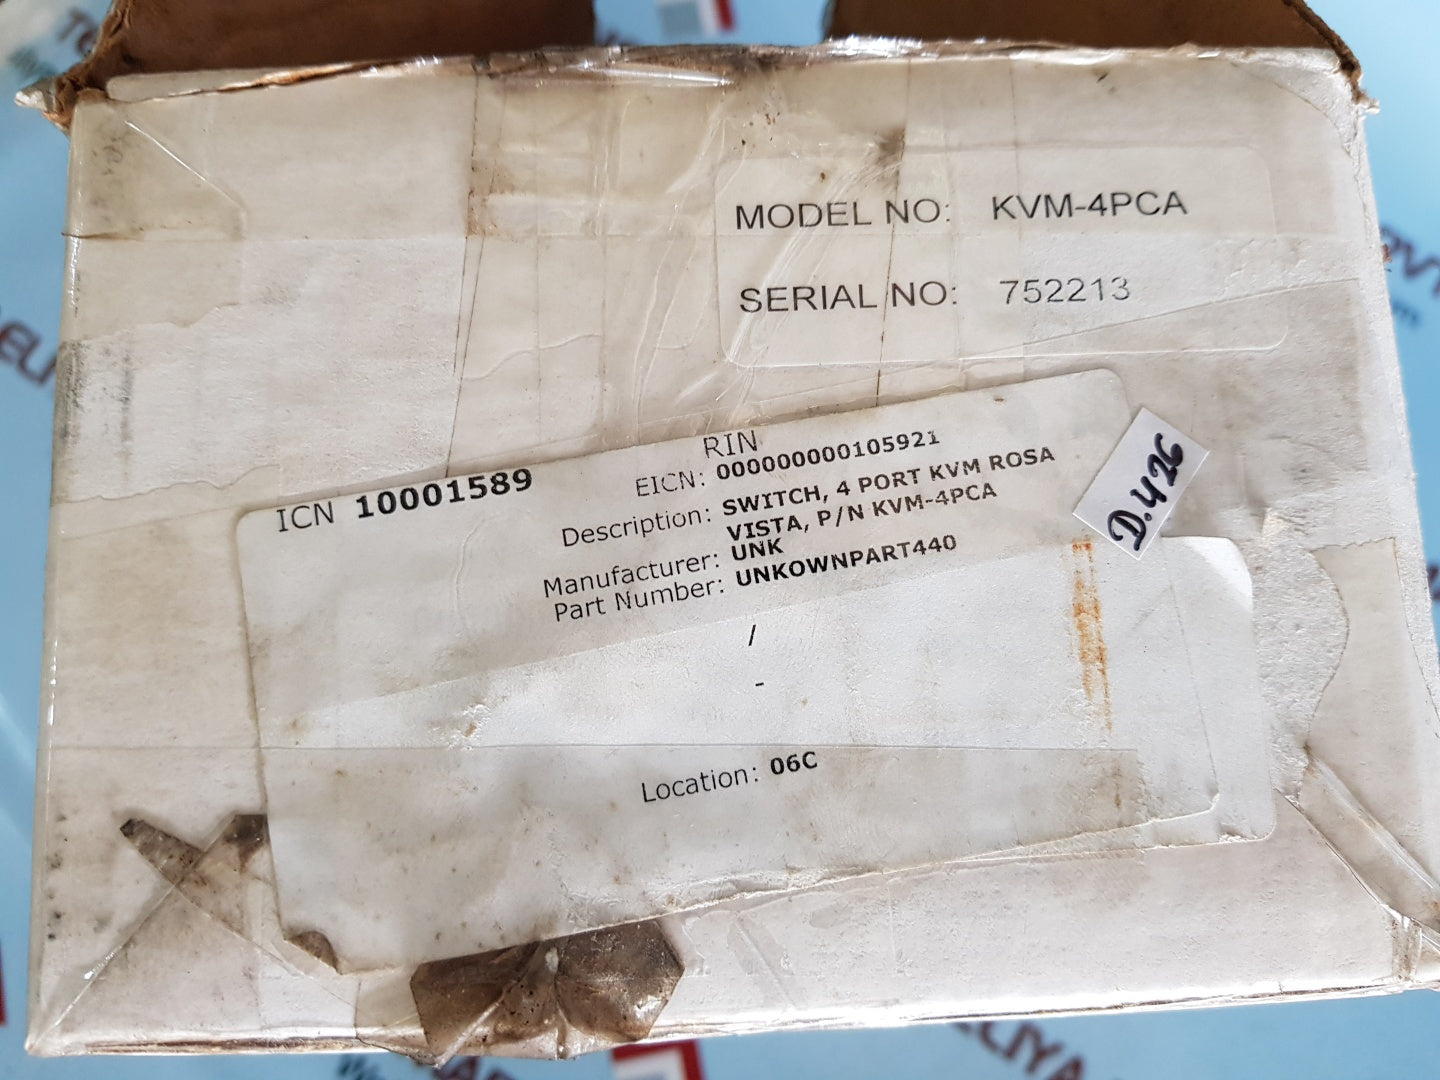 MODEL NO: KVM-4PCA
SERIAL NO: 752213
RIN
ICN 10001589
EICN: 000000000105921
Description: SWITCH, 4 PORT KVM ROSA
VISTA, P/N KVM-4PCA
Manufacturer: UNK
Part Number: UNKOWNPART440
/
-
Location: 06C
D.426